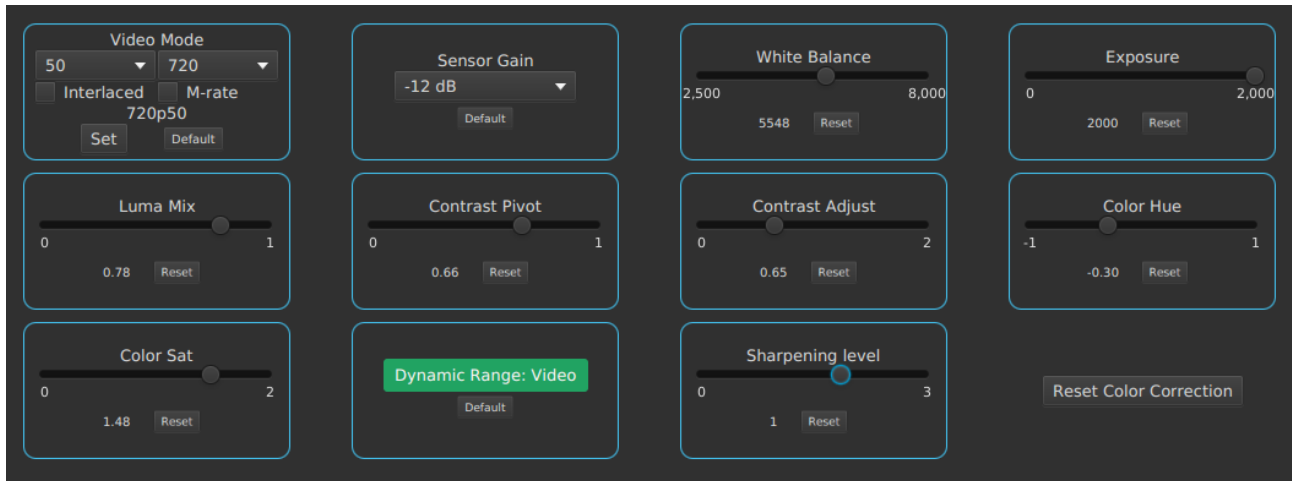 Video Mode
50 720
Interlaced M-rate
720p50
Set Default
Sensor Gain
-12 dB
Default
White Balance
2,500 8,000
5548 Reset
Exposure
0 2,000
2000 Reset
Luma Mix
0 1
0.78 Reset
Contrast Pivot
0 1
0.66 Reset
Contrast Adjust
0 2
0.65 Reset
Color Hue
-1 1
-0.30 Reset
Color Sat
0 2
1.48 Reset
Dynamic Range: Video
Default
Sharpening level
0 3
1 Reset
Reset Color Correction